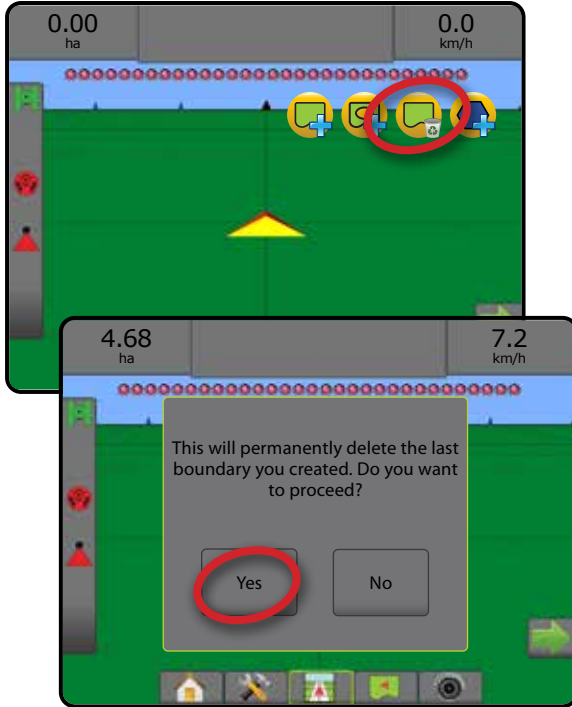 0.00
ha
0.0
km/h
4.68
ha
7.2
km/h
This will permanently delete the last
boundary you created. Do you want
to proceed?
Yes
No